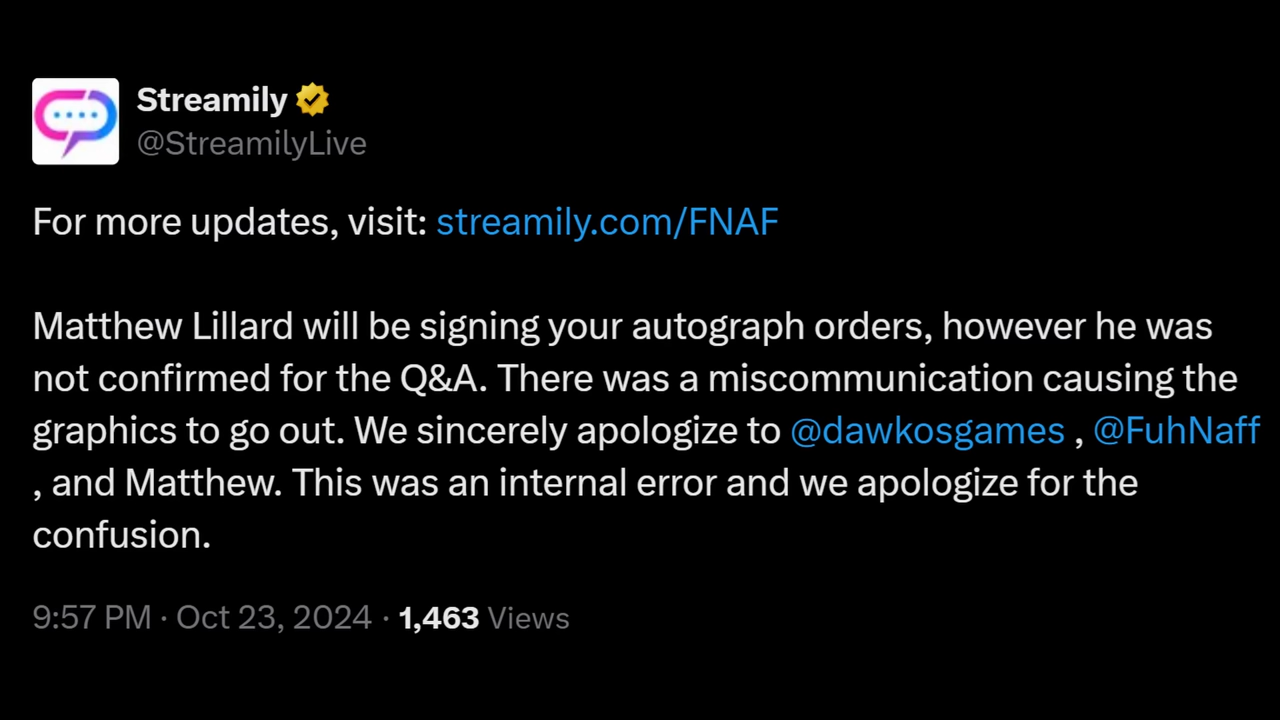 Streamily
@StreamilyLive
For more updates, visit: streamily.com/FNAF
Matthew Lillard will be signing your autograph orders, however he was
not confirmed for the Q&A. There was a miscommunication causing the
graphics to go out. We sincerely apologize to @dawkosgames , @FuhNaff
, and Matthew. This was an internal error and we apologize for the
confusion.
9:57 PM · Oct 23, 2024 · 1,463 Views